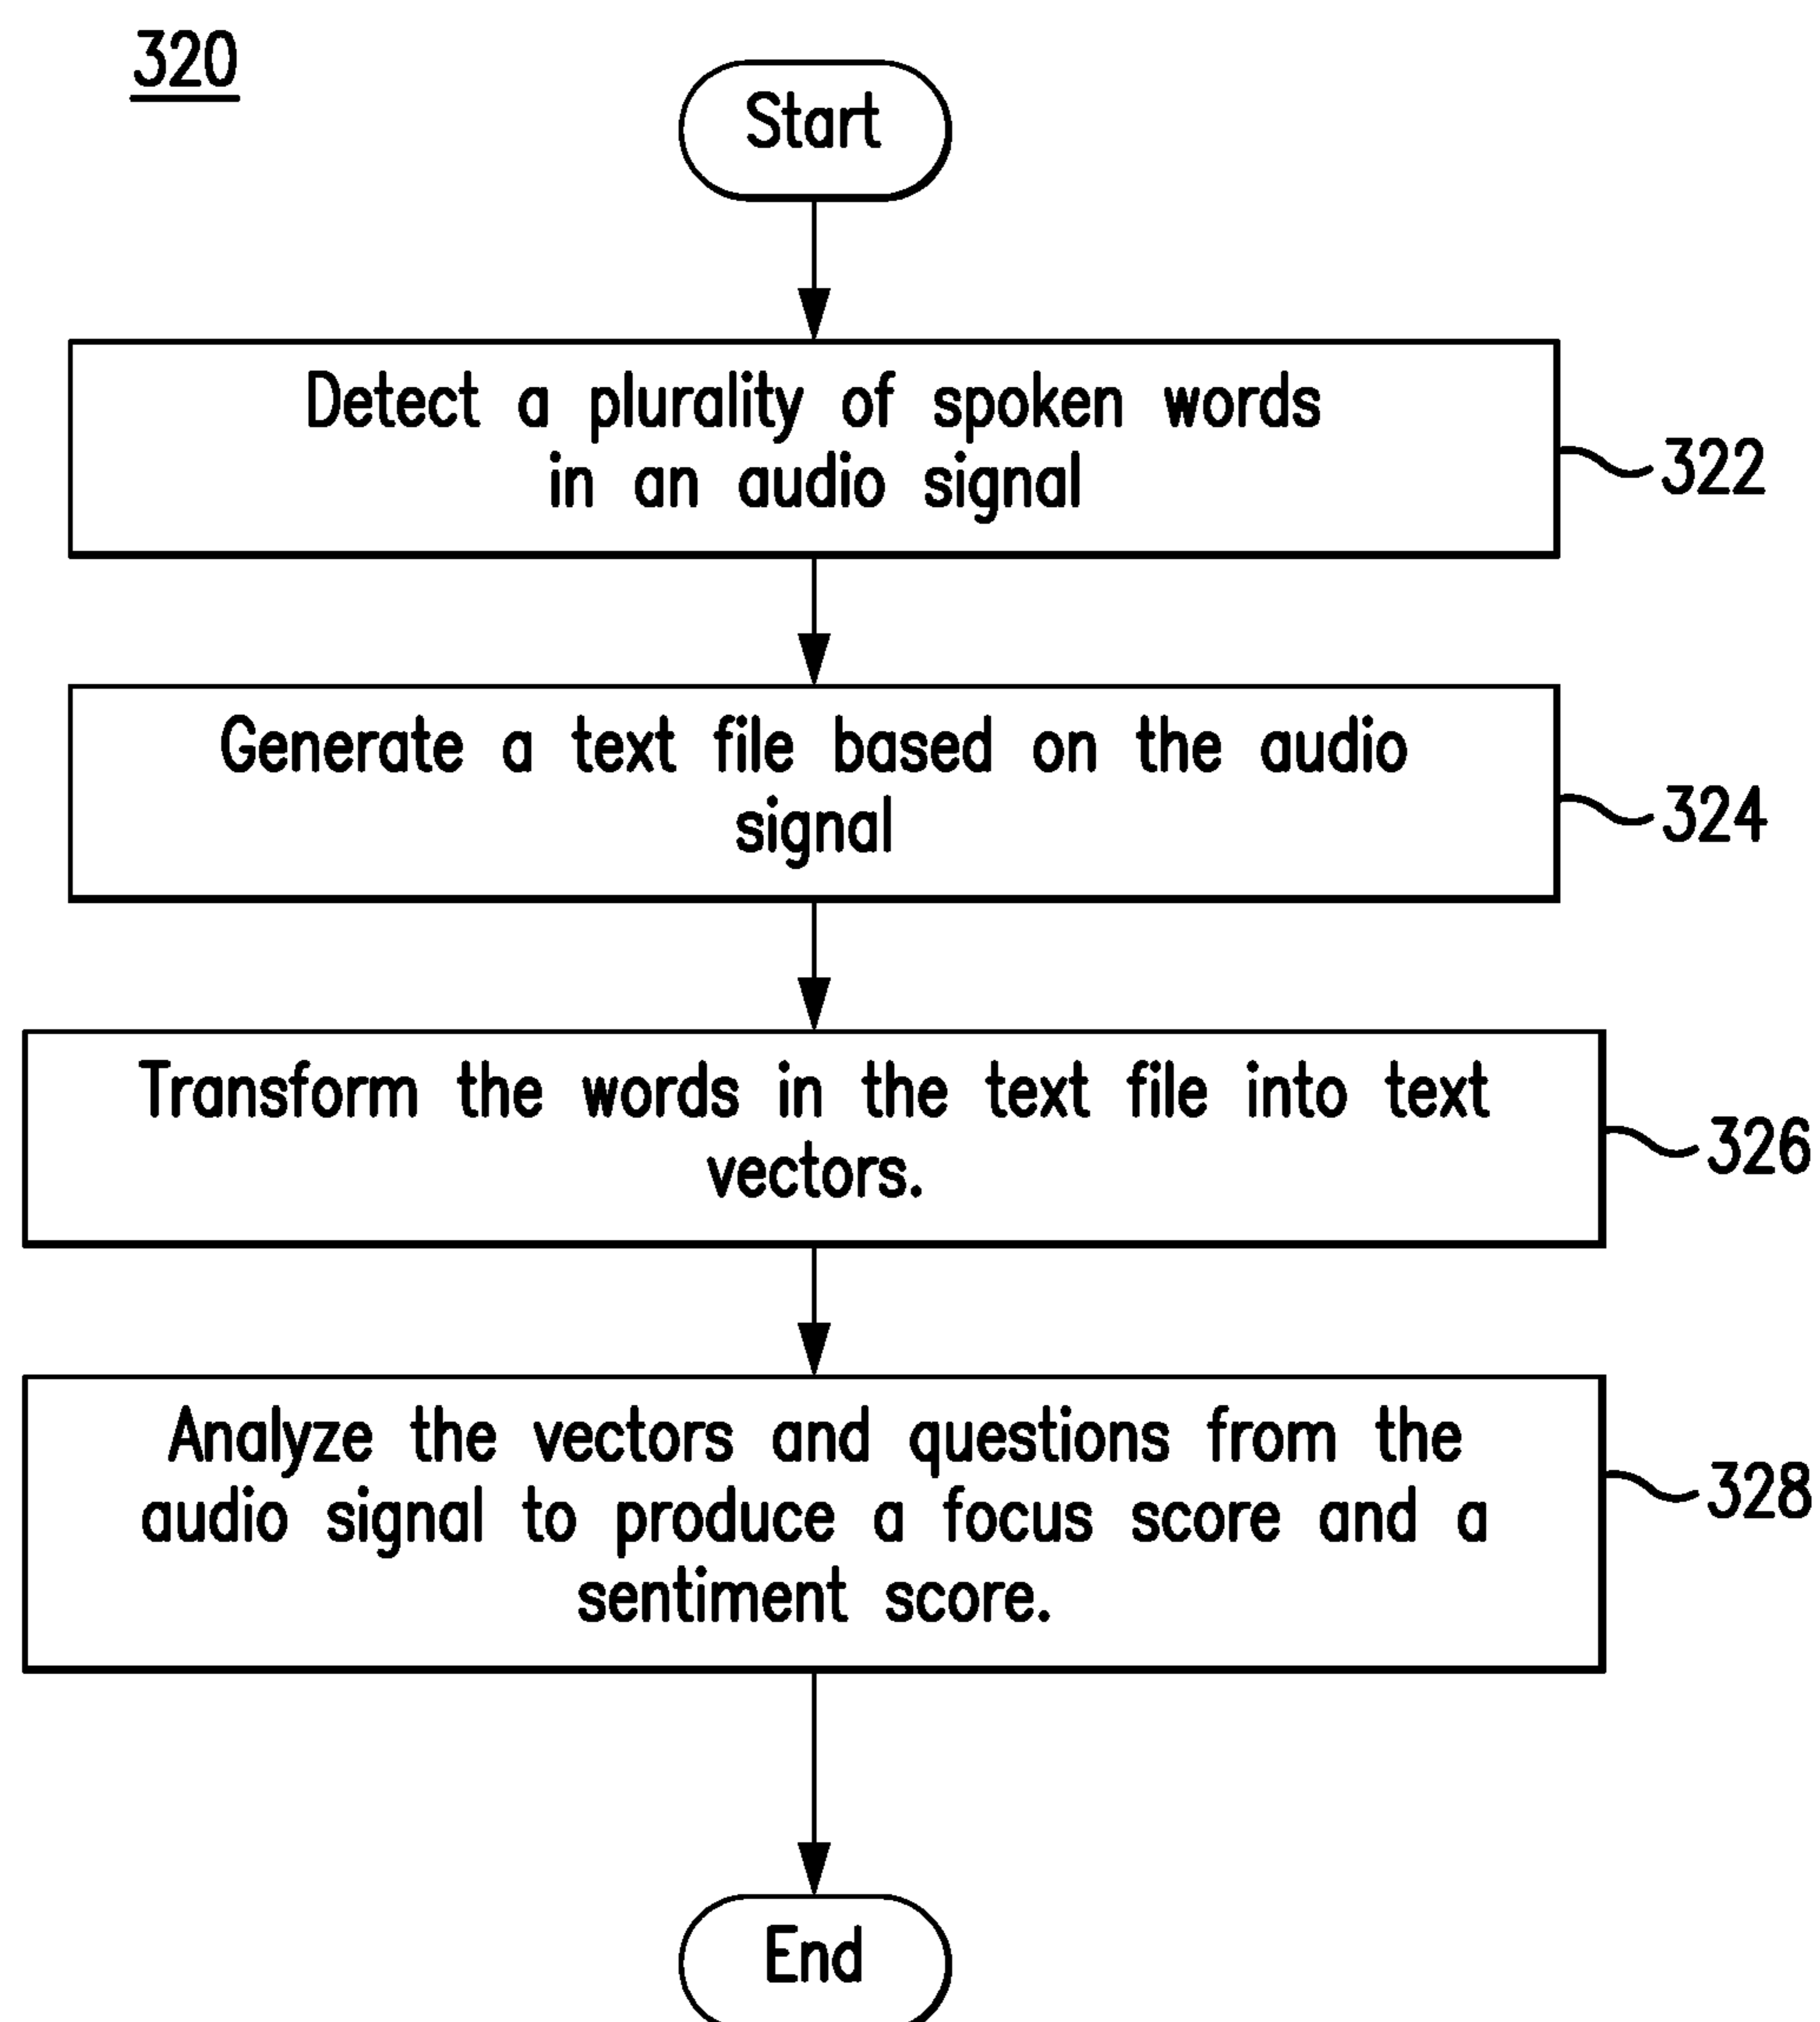 320
Start
Detect a plurality of spoken words
in an audio signal
322
Generate a text file based on the audio
signal
324
Transform the words in the text file into text
vectors.
326
Analyze the vectors and questions from the
audio signal to produce a focus score and a
sentiment score.
328
End